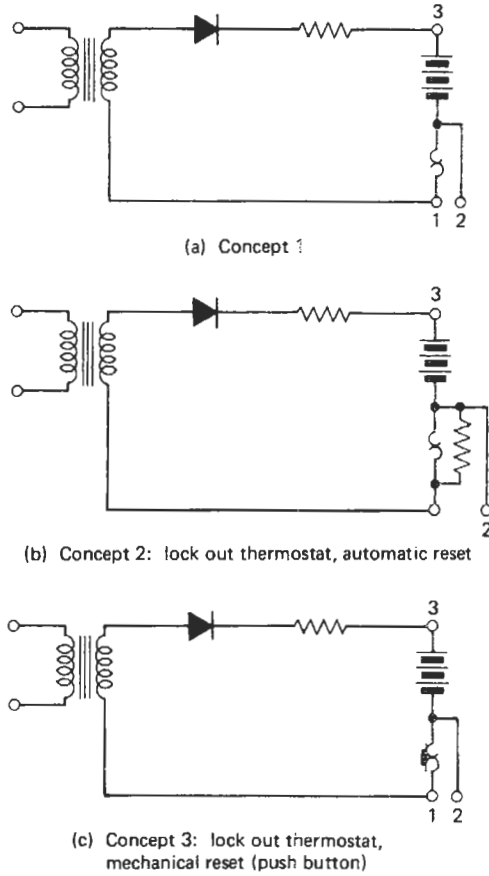 3
1 2
(a) Concept 1
3
2
(b) Concept 2: lock out thermostat, automatic reset
3
1 2
(c) Concept 3: lock out thermostat,
mechanical reset (push button)